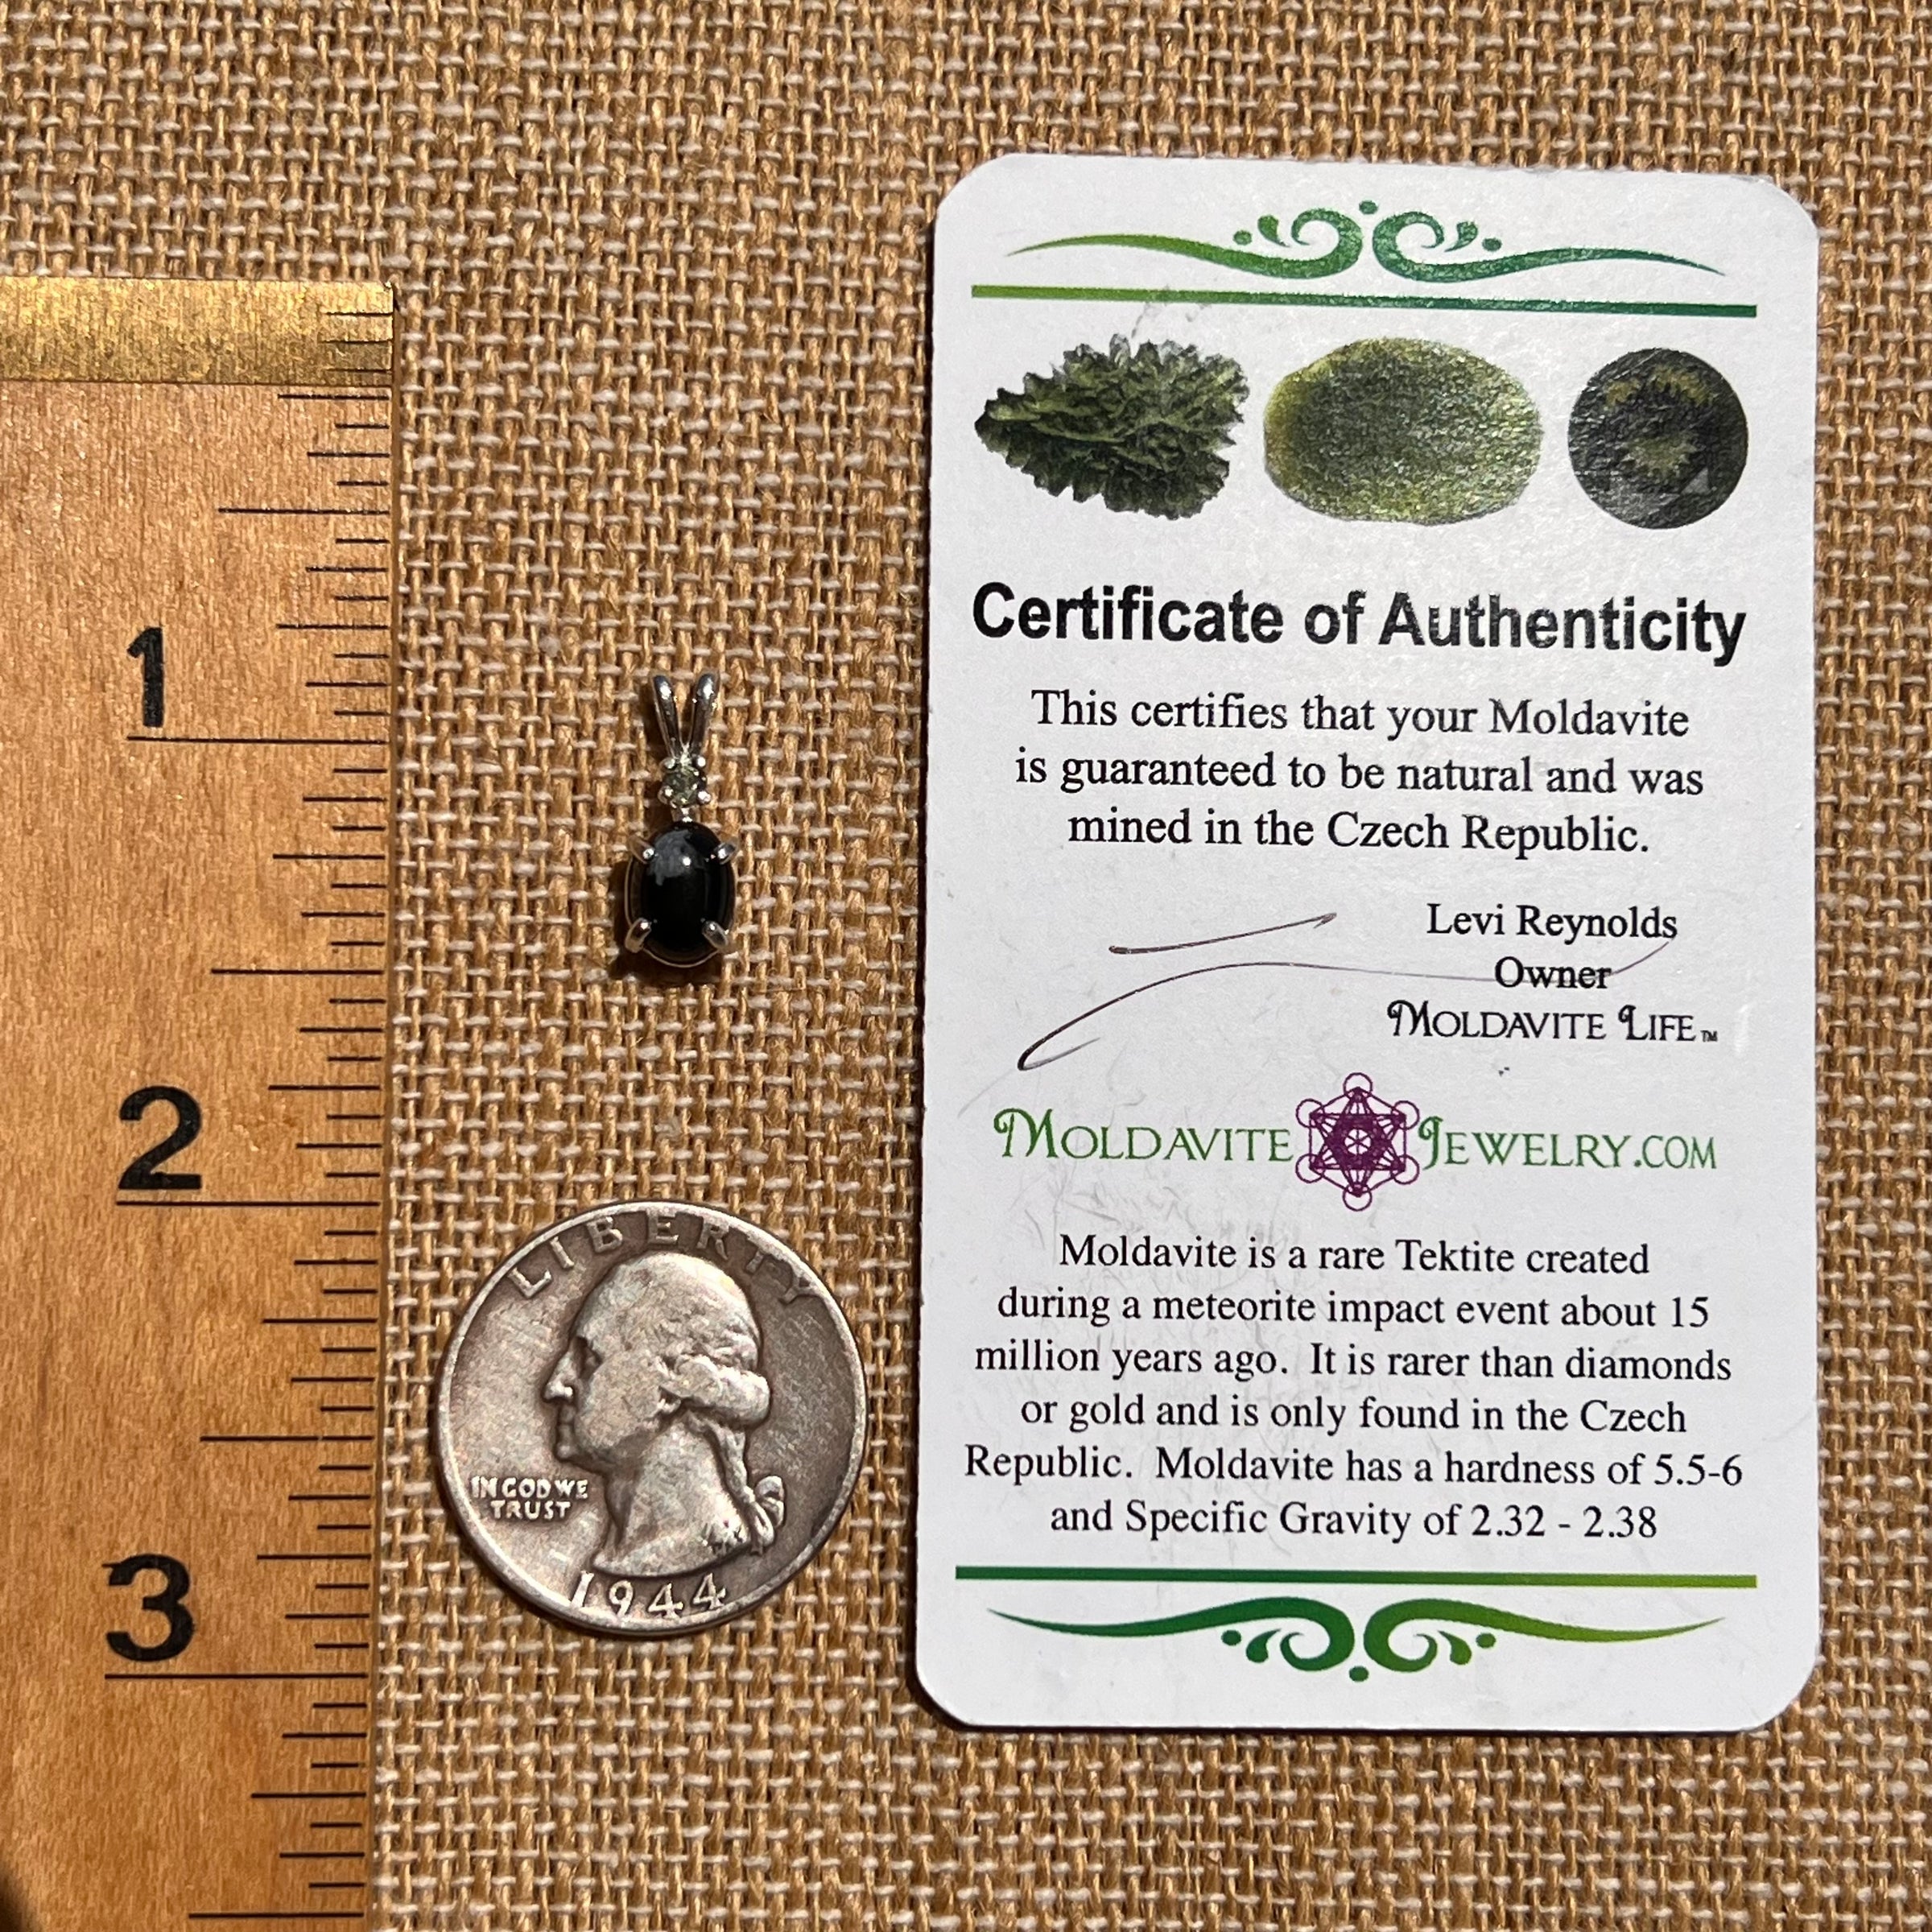 1
2
3
LIBERTY
IN GOD WE
TRUST
1944
Certificate of Authenticity
This certifies that your Moldavite
is guaranteed to be natural and was
mined in the Czech Republic.
Levi Reynolds
Owner
MOLDAVITE LIFE™
MOLDAVITE JEWELRY.COM
Moldavite is a rare Tektite created
during a meteorite impact event about 15
million years ago. It is rarer than diamonds
or gold and is only found in the Czech
Republic. Moldavite has a hardness of 5.5-6
and Specific Gravity of 2.32 - 2.38